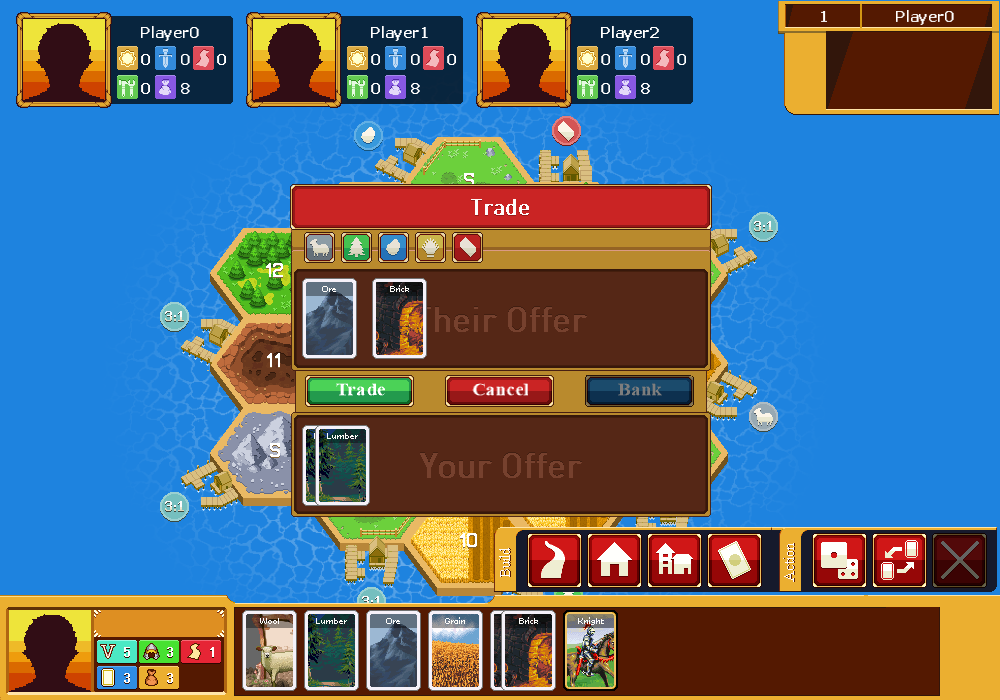 Player0
0 0 0
0 8
Player1
0 0 0
0 8
Player2
0 0 0
0 8
1 Player0
S
Trade
3:1
12
Ore
Brick
Their Offer
3:1
11
Trade
Cancel
Bank
Lumber
Your Offer
S
3:1
10
Build
Action
3:1
Wool
Lumber
Ore
Grain
Brick
Knight
5 3 1
3 3